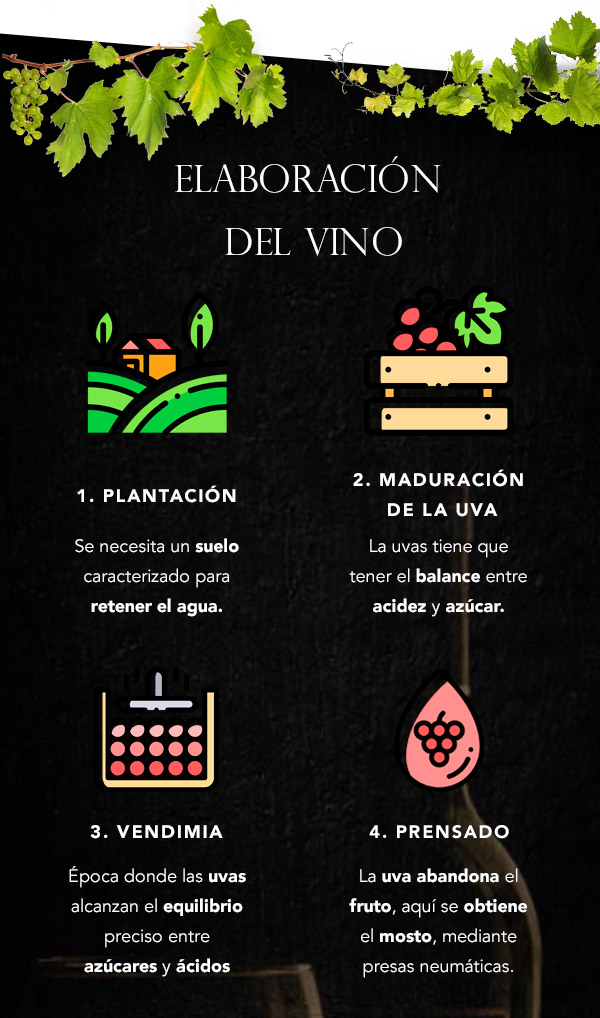 ELABORACIÓN
DEL VINO
1. PLANTACIÓN
Se necesita un suelo
caracterizado para
retener el agua.
2. MADURACIÓN
DE LA UVA
La uvas tiene que
tener el balance entre
acidez y azúcar.
3. VENDIMIA
Época donde las uvas
alcanzan el equilibrio
preciso entre
azúcares y ácidos
4. PRENSADO
La uva abandona el
fruto, aquí se obtiene
el mosto, mediante
presas neumáticas.